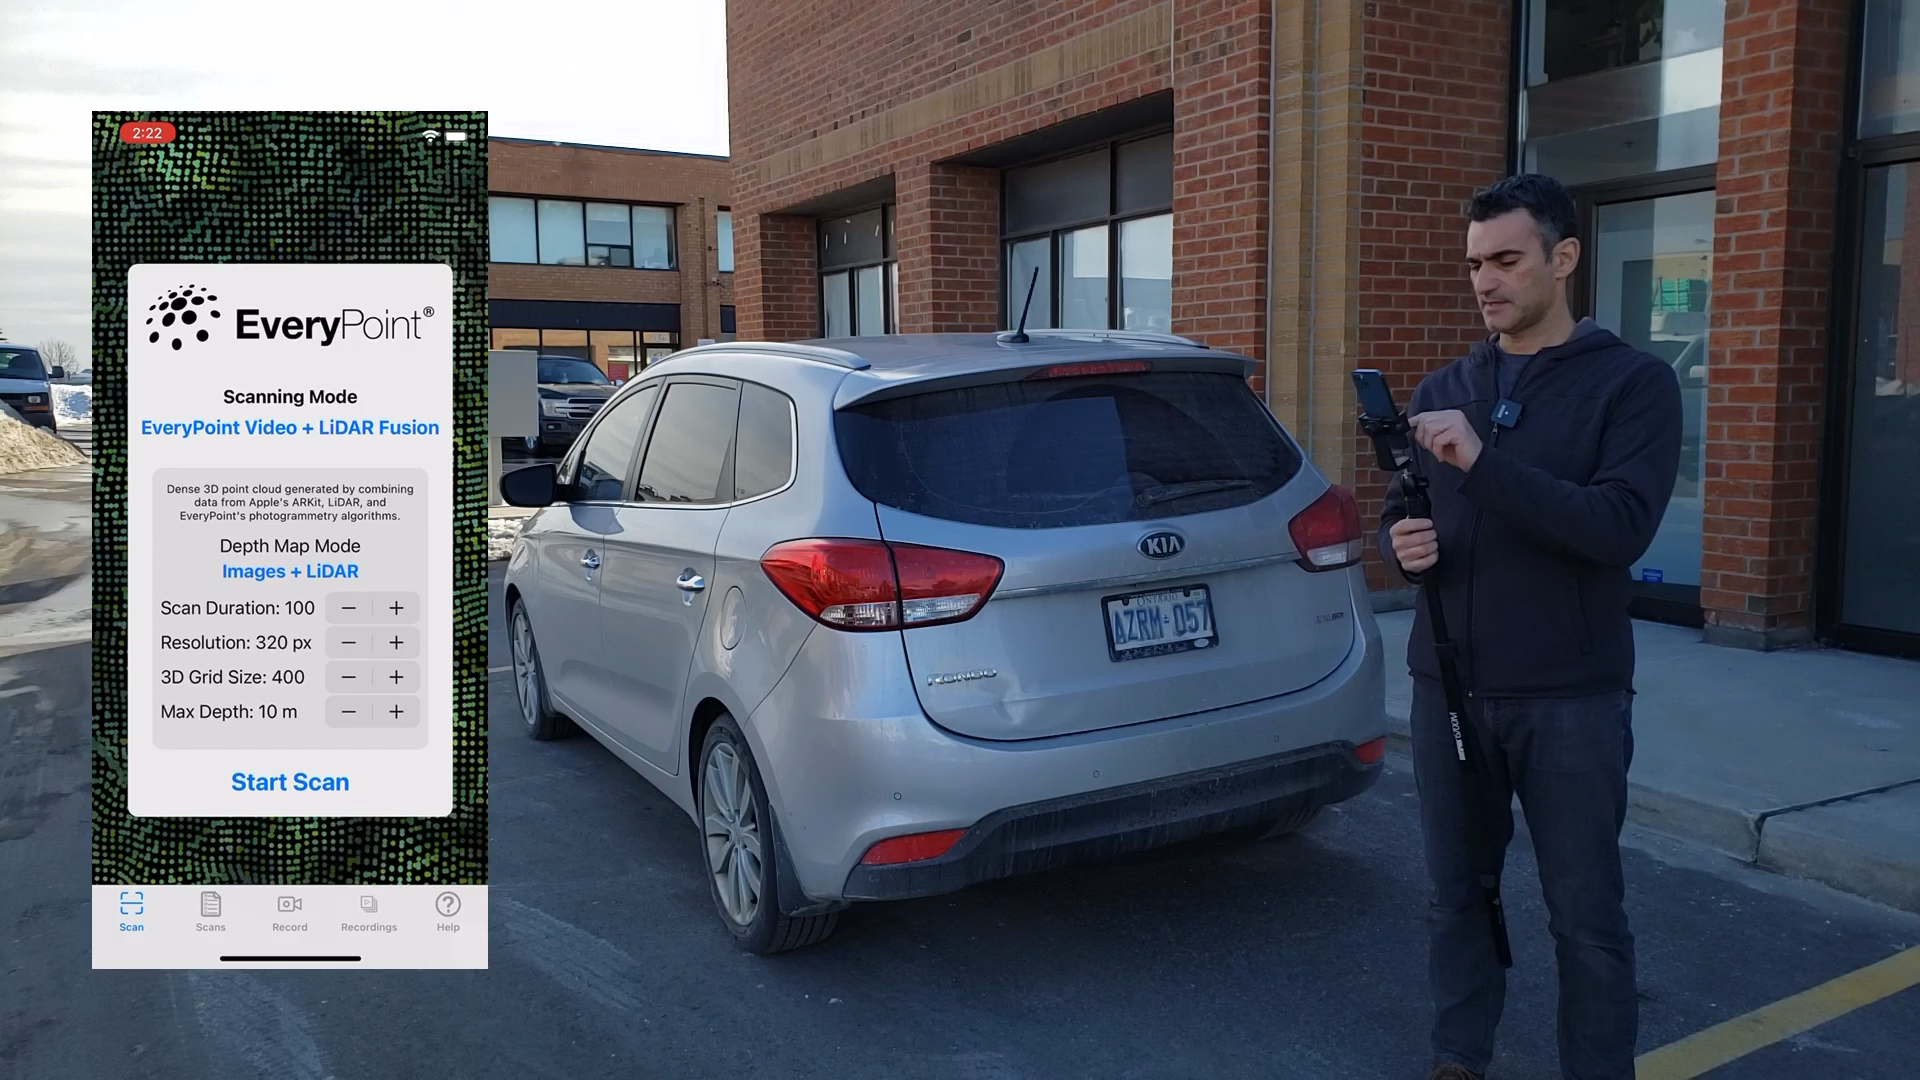 2:22
EveryPoint®
Scanning Mode
EveryPoint Video + LiDAR Fusion
Dense 3D point cloud generated by combining
data from Apple's ARKit, LiDAR, and
EveryPoint's photogrammetry algorithms.
Depth Map Mode
Images + LiDAR
Scan Duration: 100 − +
Resolution: 320 px − +
3D Grid Size: 400 − +
Max Depth: 10 m − +
Start Scan
Scan Scans Record Recordings Help
KIA
ONTARIO
AZRM 057
RONDO